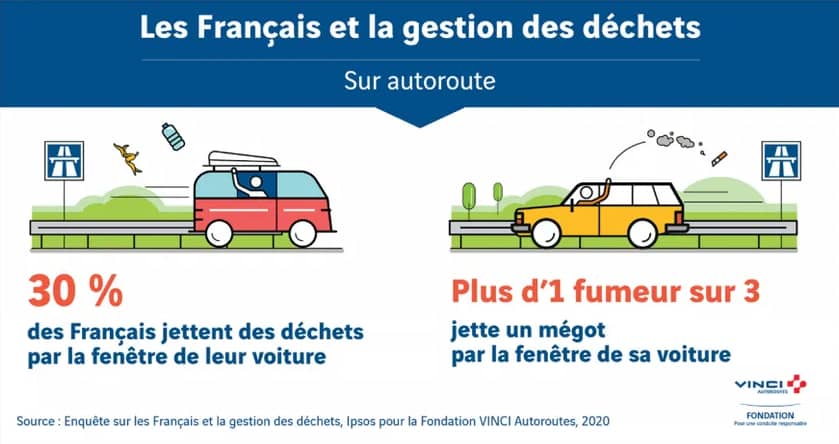 Les Français et la gestion des déchets
Sur autoroute
30 %
des Français jettent des déchets
par la fenêtre de leur voiture
Plus d'1 fumeur sur 3
jette un mégot
par la fenêtre de sa voiture
VINCI
AUTOROUTES
FONDATION
Pour une conduite responsable
Source : Enquête sur les Français et la gestion des déchets, Ipsos pour la Fondation VINCI Autoroutes, 2020